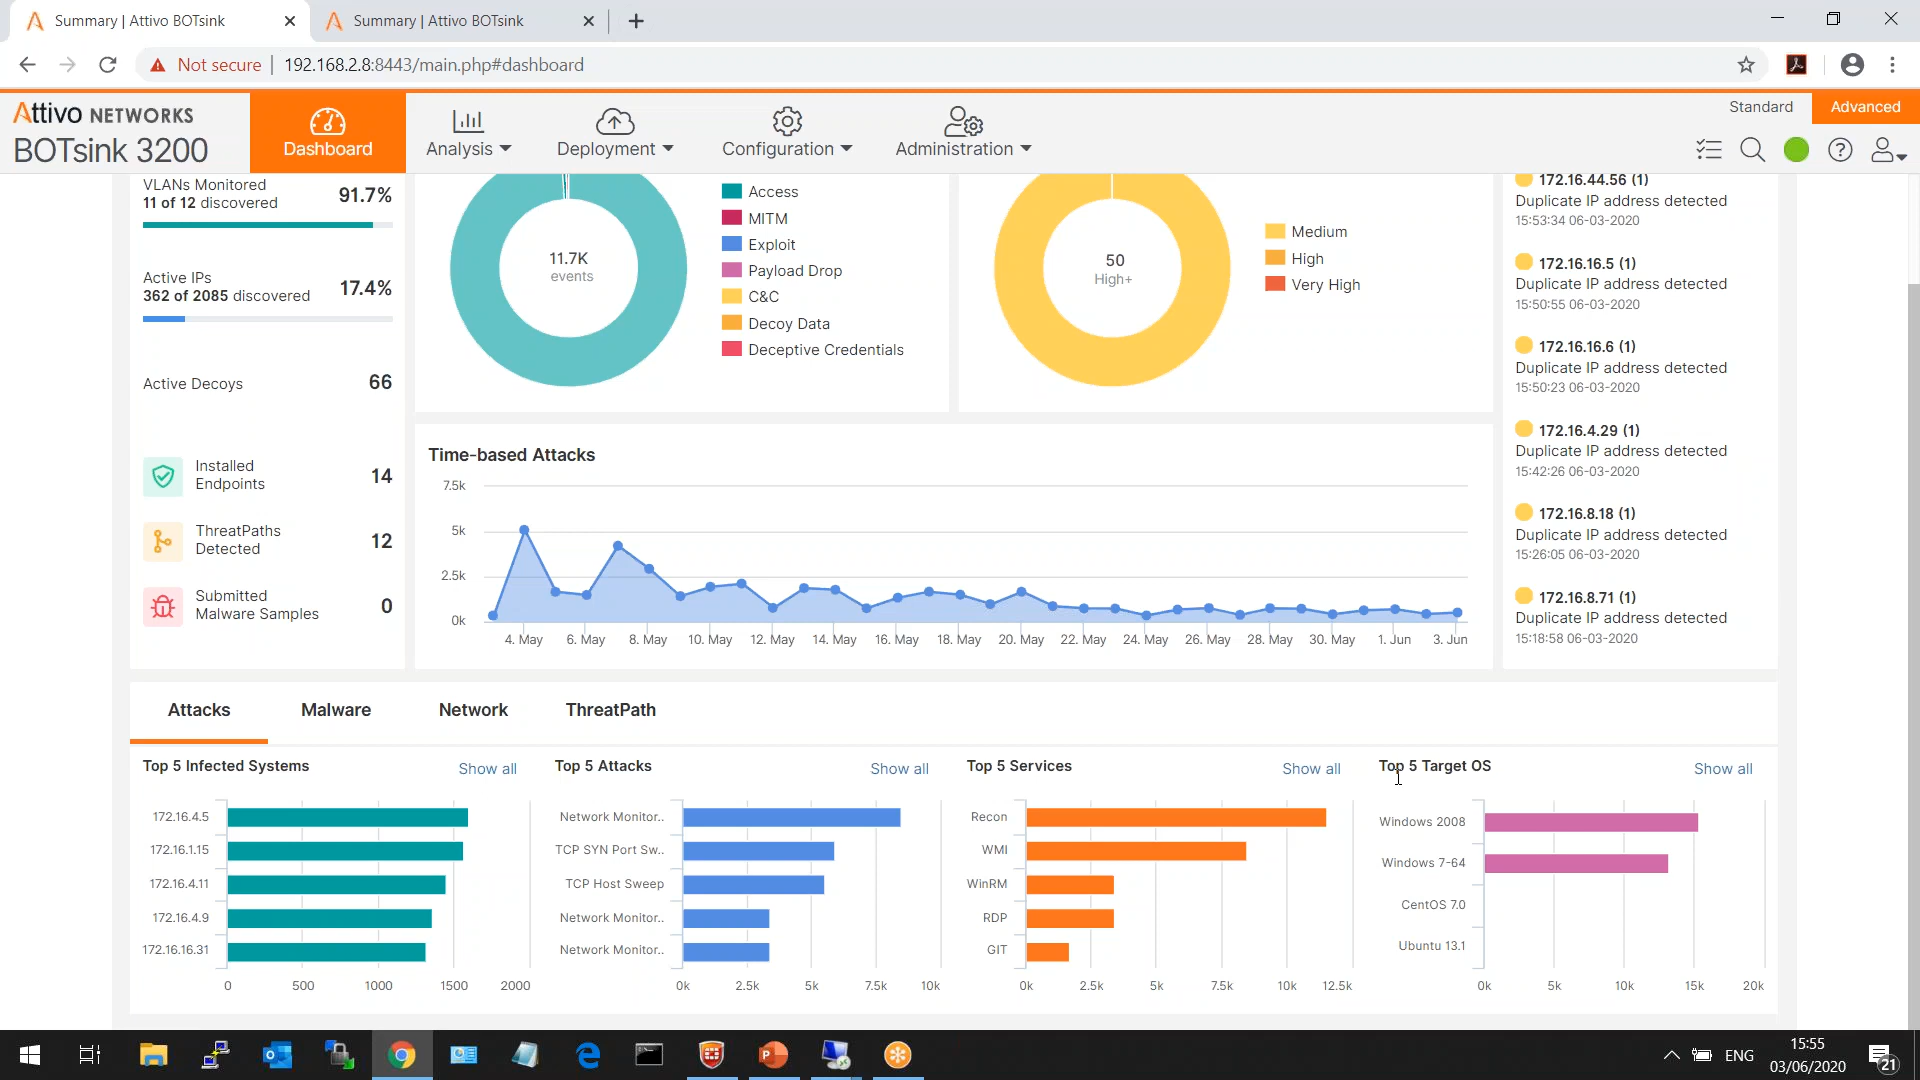 Summary | Attivo BOTsink
Summary | Attivo BOTsink
Not secure
192.168.2.8:8443/main.php#dashboard
Attivo NETWORKS
BOTsink 3200
Dashboard
Analysis
Deployment
Configuration
Administration
Standard
Advanced
VLANs Monitored
11 of 12 discovered
91.7%
Active IPs
362 of 2085 discovered
17.4%
Active Decoys
66
Installed
Endpoints
14
ThreatPaths
Detected
12
Submitted
Malware Samples
0
11.7K
events
Access
MITM
Exploit
Payload Drop
C&C
Decoy Data
Deceptive Credentials
50
High+
Medium
High
Very High
Time-based Attacks
7.5k
5k
2.5k
0k
4. May
6. May
8. May
10. May
12. May
14. May
16. May
18. May
20. May
22. May
24. May
26. May
28. May
30. May
1. Jun
3. Jun
172.16.44.56 (1)
Duplicate IP address detected
15:53:34 06-03-2020
172.16.16.5 (1)
Duplicate IP address detected
15:50:55 06-03-2020
172.16.16.6 (1)
Duplicate IP address detected
15:50:23 06-03-2020
172.16.4.29 (1)
Duplicate IP address detected
15:42:26 06-03-2020
172.16.8.18 (1)
Duplicate IP address detected
15:26:05 06-03-2020
172.16.8.71 (1)
Duplicate IP address detected
15:18:58 06-03-2020
Attacks
Malware
Network
ThreatPath
Top 5 Infected Systems
Show all
172.16.4.5
172.16.1.15
172.16.4.11
172.16.4.9
172.16.16.31
0
500
1000
1500
2000
Top 5 Attacks
Show all
Network Monitor..
TCP SYN Port Sw..
TCP Host Sweep
Network Monitor..
Network Monitor..
0k
2.5k
5k
7.5k
10k
Top 5 Services
Show all
Recon
WMI
WinRM
RDP
GIT
0k
2.5k
5k
7.5k
10k
12.5k
Top 5 Target OS
Show all
Windows 2008
Windows 7-64
CentOS 7.0
Ubuntu 13.1
0k
5k
10k
15k
20k
ENG
15:55
03/06/2020
21